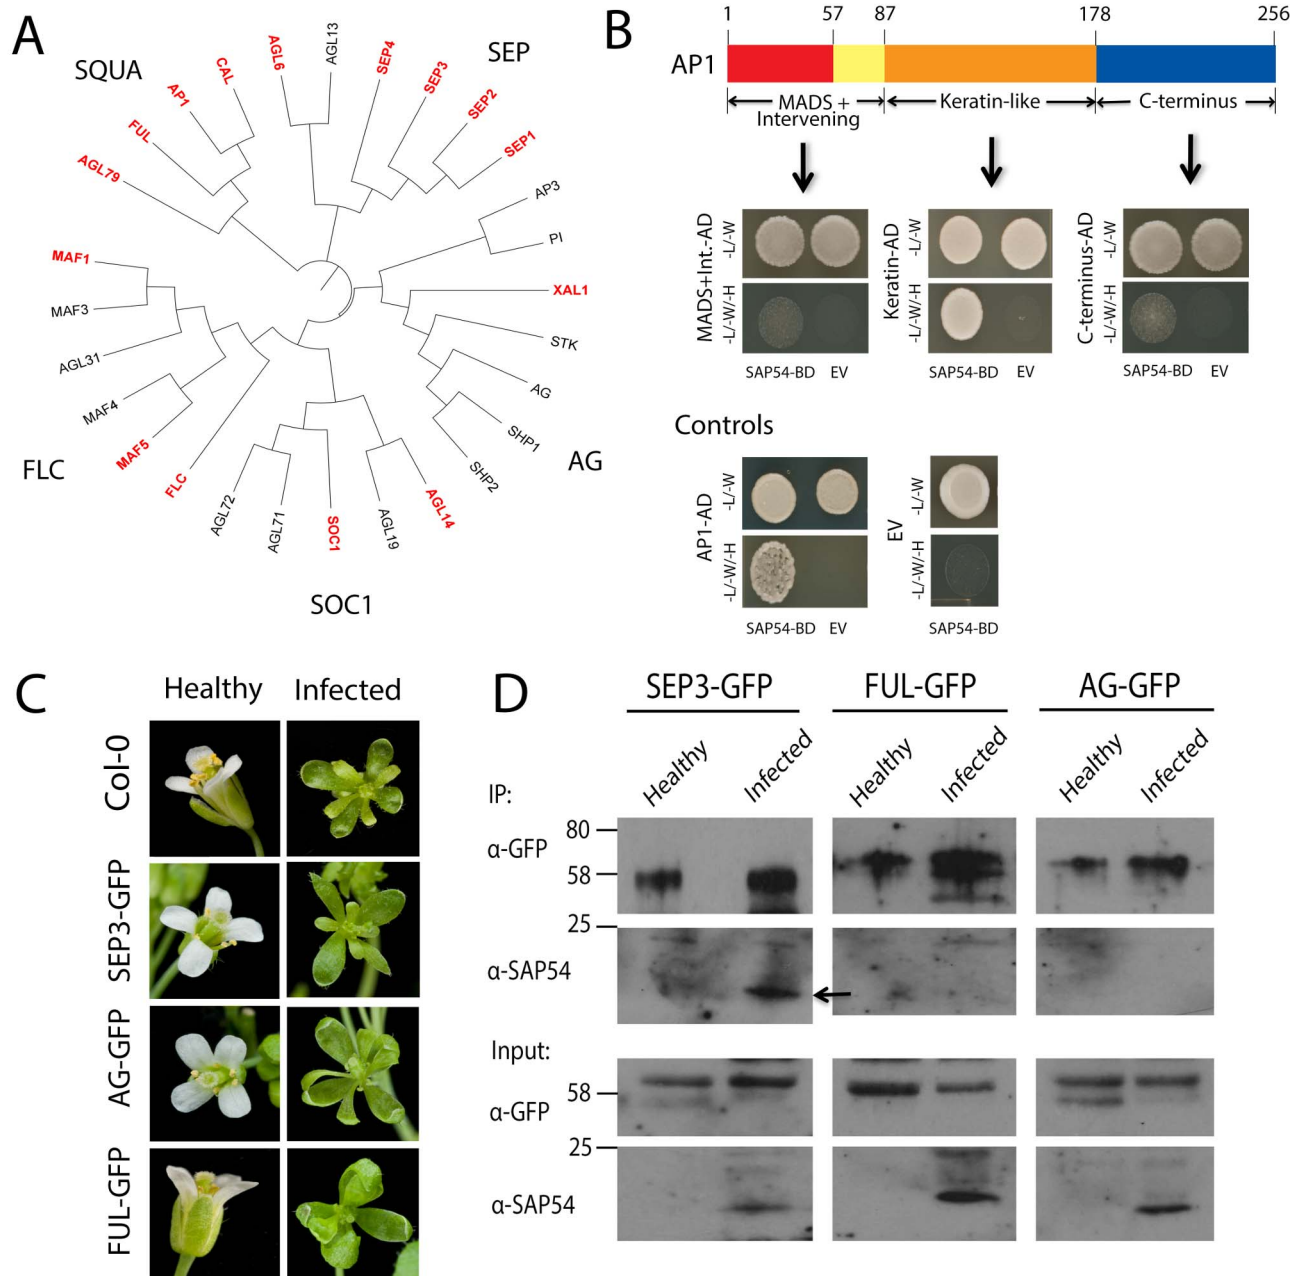 A
SQUA
SEP
AG
SOC1
FLC
AGL79
FUL
AP1
CAL
AGL6
AGL13
SEP4
SEP3
SEP2
SEP1
AP3
PI
XAL1
STK
AG
SHP1
SHP2
AGL14
AGL19
SOC1
AGL71
AGL72
FLC
MAF5
MAF4
AGL31
MAF3
MAF1
B
1 57 87 178 256
AP1
MADS + Intervening
Keratin-like
C-terminus
MADS+Int.-AD
-L/-W
-L/-W/-H
SAP54-BD EV
Keratin-AD
-L/-W
-L/-W/-H
SAP54-BD EV
C-terminus-AD
-L/-W
-L/-W/-H
SAP54-BD EV
Controls
AP1-AD
-L/-W
-L/-W/-H
SAP54-BD EV
EV
-L/-W
-L/-W/-H
SAP54-BD
C
Healthy Infected
Col-0
SEP3-GFP
AG-GFP
FUL-GFP
D
SEP3-GFP FUL-GFP AG-GFP
Healthy Infected Healthy Infected Healthy Infected
IP:
80
α-GFP
58
25
α-SAP54
Input:
58
α-GFP
25
α-SAP54